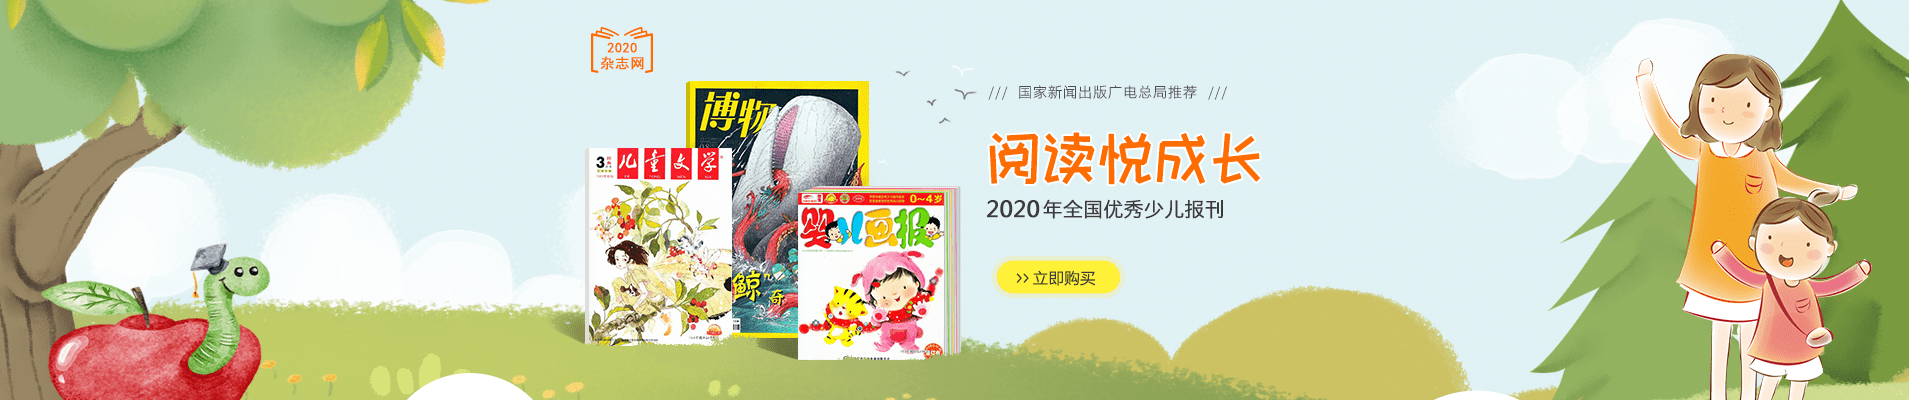 2020
杂志网
/// 国家新闻出版广电总局推荐 ///
阅读悦成长
2020年全国优秀少儿报刊
>> 立即购买
博物
鲸
奇
3
儿童文学
0~4岁
婴儿画报